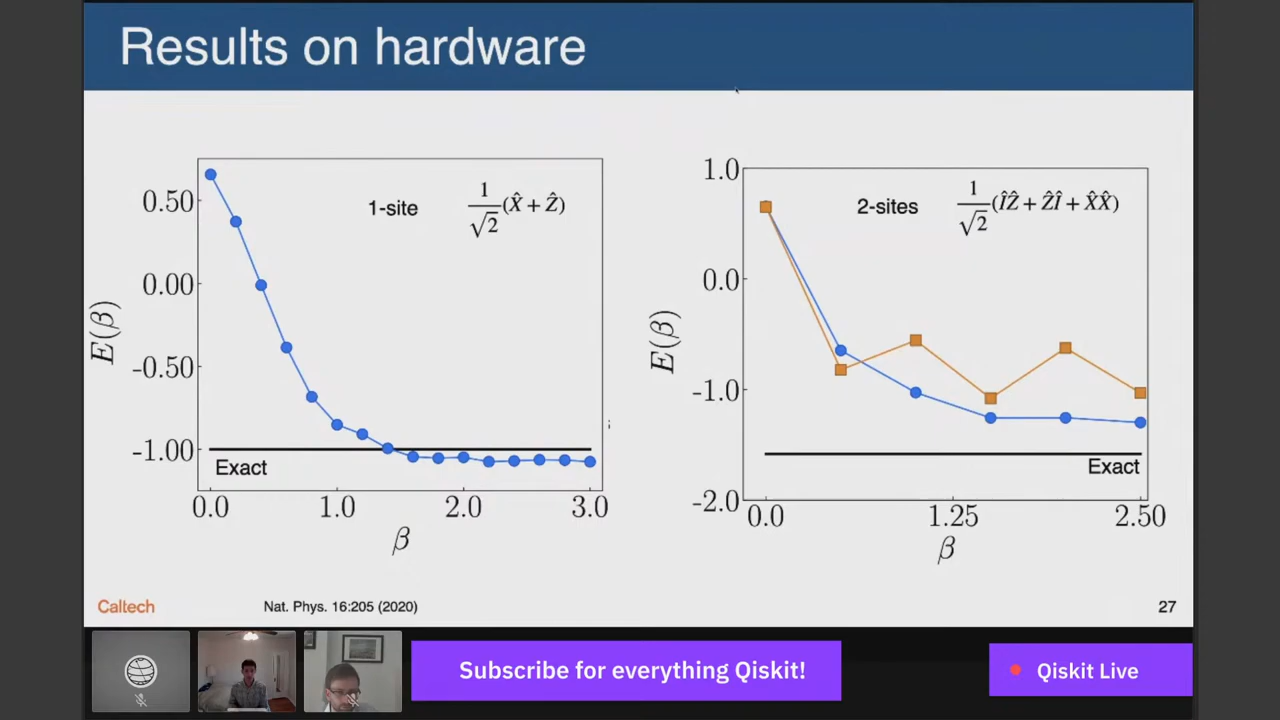 Results on hardware
0.50
0.00
-0.50
-1.00
E(β)
1-site
1/√2 (X̂ + Ẑ)
Exact
0.0 1.0 2.0 3.0
β
1.0
0.0
-1.0
-2.0
E(β)
2-sites
1/√2 (ÎẐ + ẐÎ + X̂X̂)
Exact
0.0 1.25 2.50
β
Caltech
Nat. Phys. 16:205 (2020)
27
Subscribe for everything Qiskit!
Qiskit Live